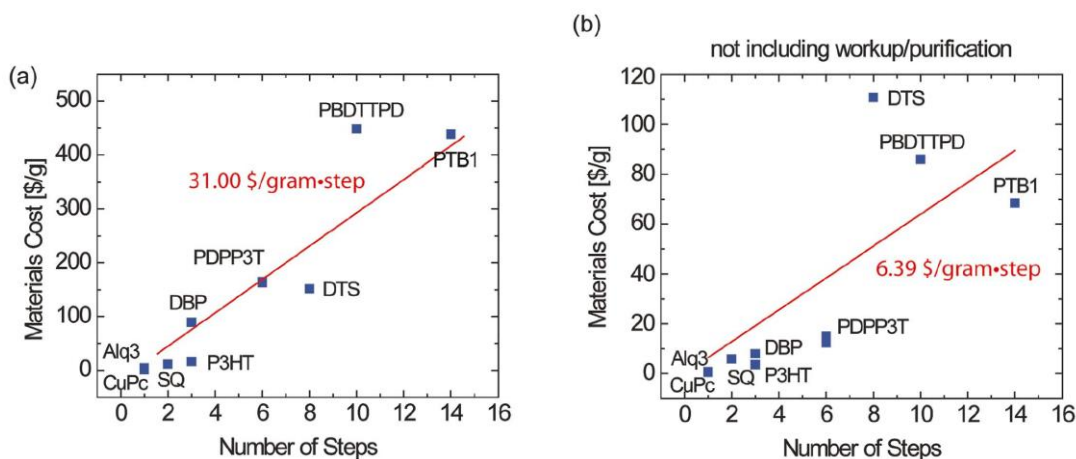 (a)
Materials Cost [$/g]
500
400
300
200
100
0
PBDTTPD
PTB1
31.00 $/gram•step
PDPP3T
DTS
DBP
Alq3
P3HT
CuPc
SQ
0 2 4 6 8 10 12 14 16
Number of Steps
(b)
not including workup/purification
Materials Cost [$/g]
120
100
80
60
40
20
0
DTS
PBDTTPD
PTB1
6.39 $/gram•step
PDPP3T
DBP
Alq3
SQ
P3HT
CuPc
0 2 4 6 8 10 12 14 16
Number of Steps